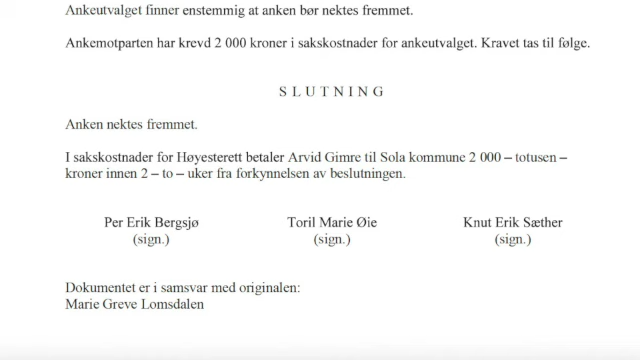 Ankeutvalget finner enstemmig at anken bør nektes fremmet.
Ankemotparten har krevd 2 000 kroner i sakskostnader for ankeutvalget. Kravet tas til følge.
S L U T N I N G
Anken nektes fremmet.
I sakskostnader for Høyesterett betaler Arvid Gimre til Sola kommune 2 000 – totusen –
kroner innen 2 – to – uker fra forkynnelsen av beslutningen.
Per Erik Bergsjø Toril Marie Øie Knut Erik Sæther
(sign.) (sign.) (sign.)
Dokumentet er i samsvar med originalen:
Marie Greve Lomsdalen